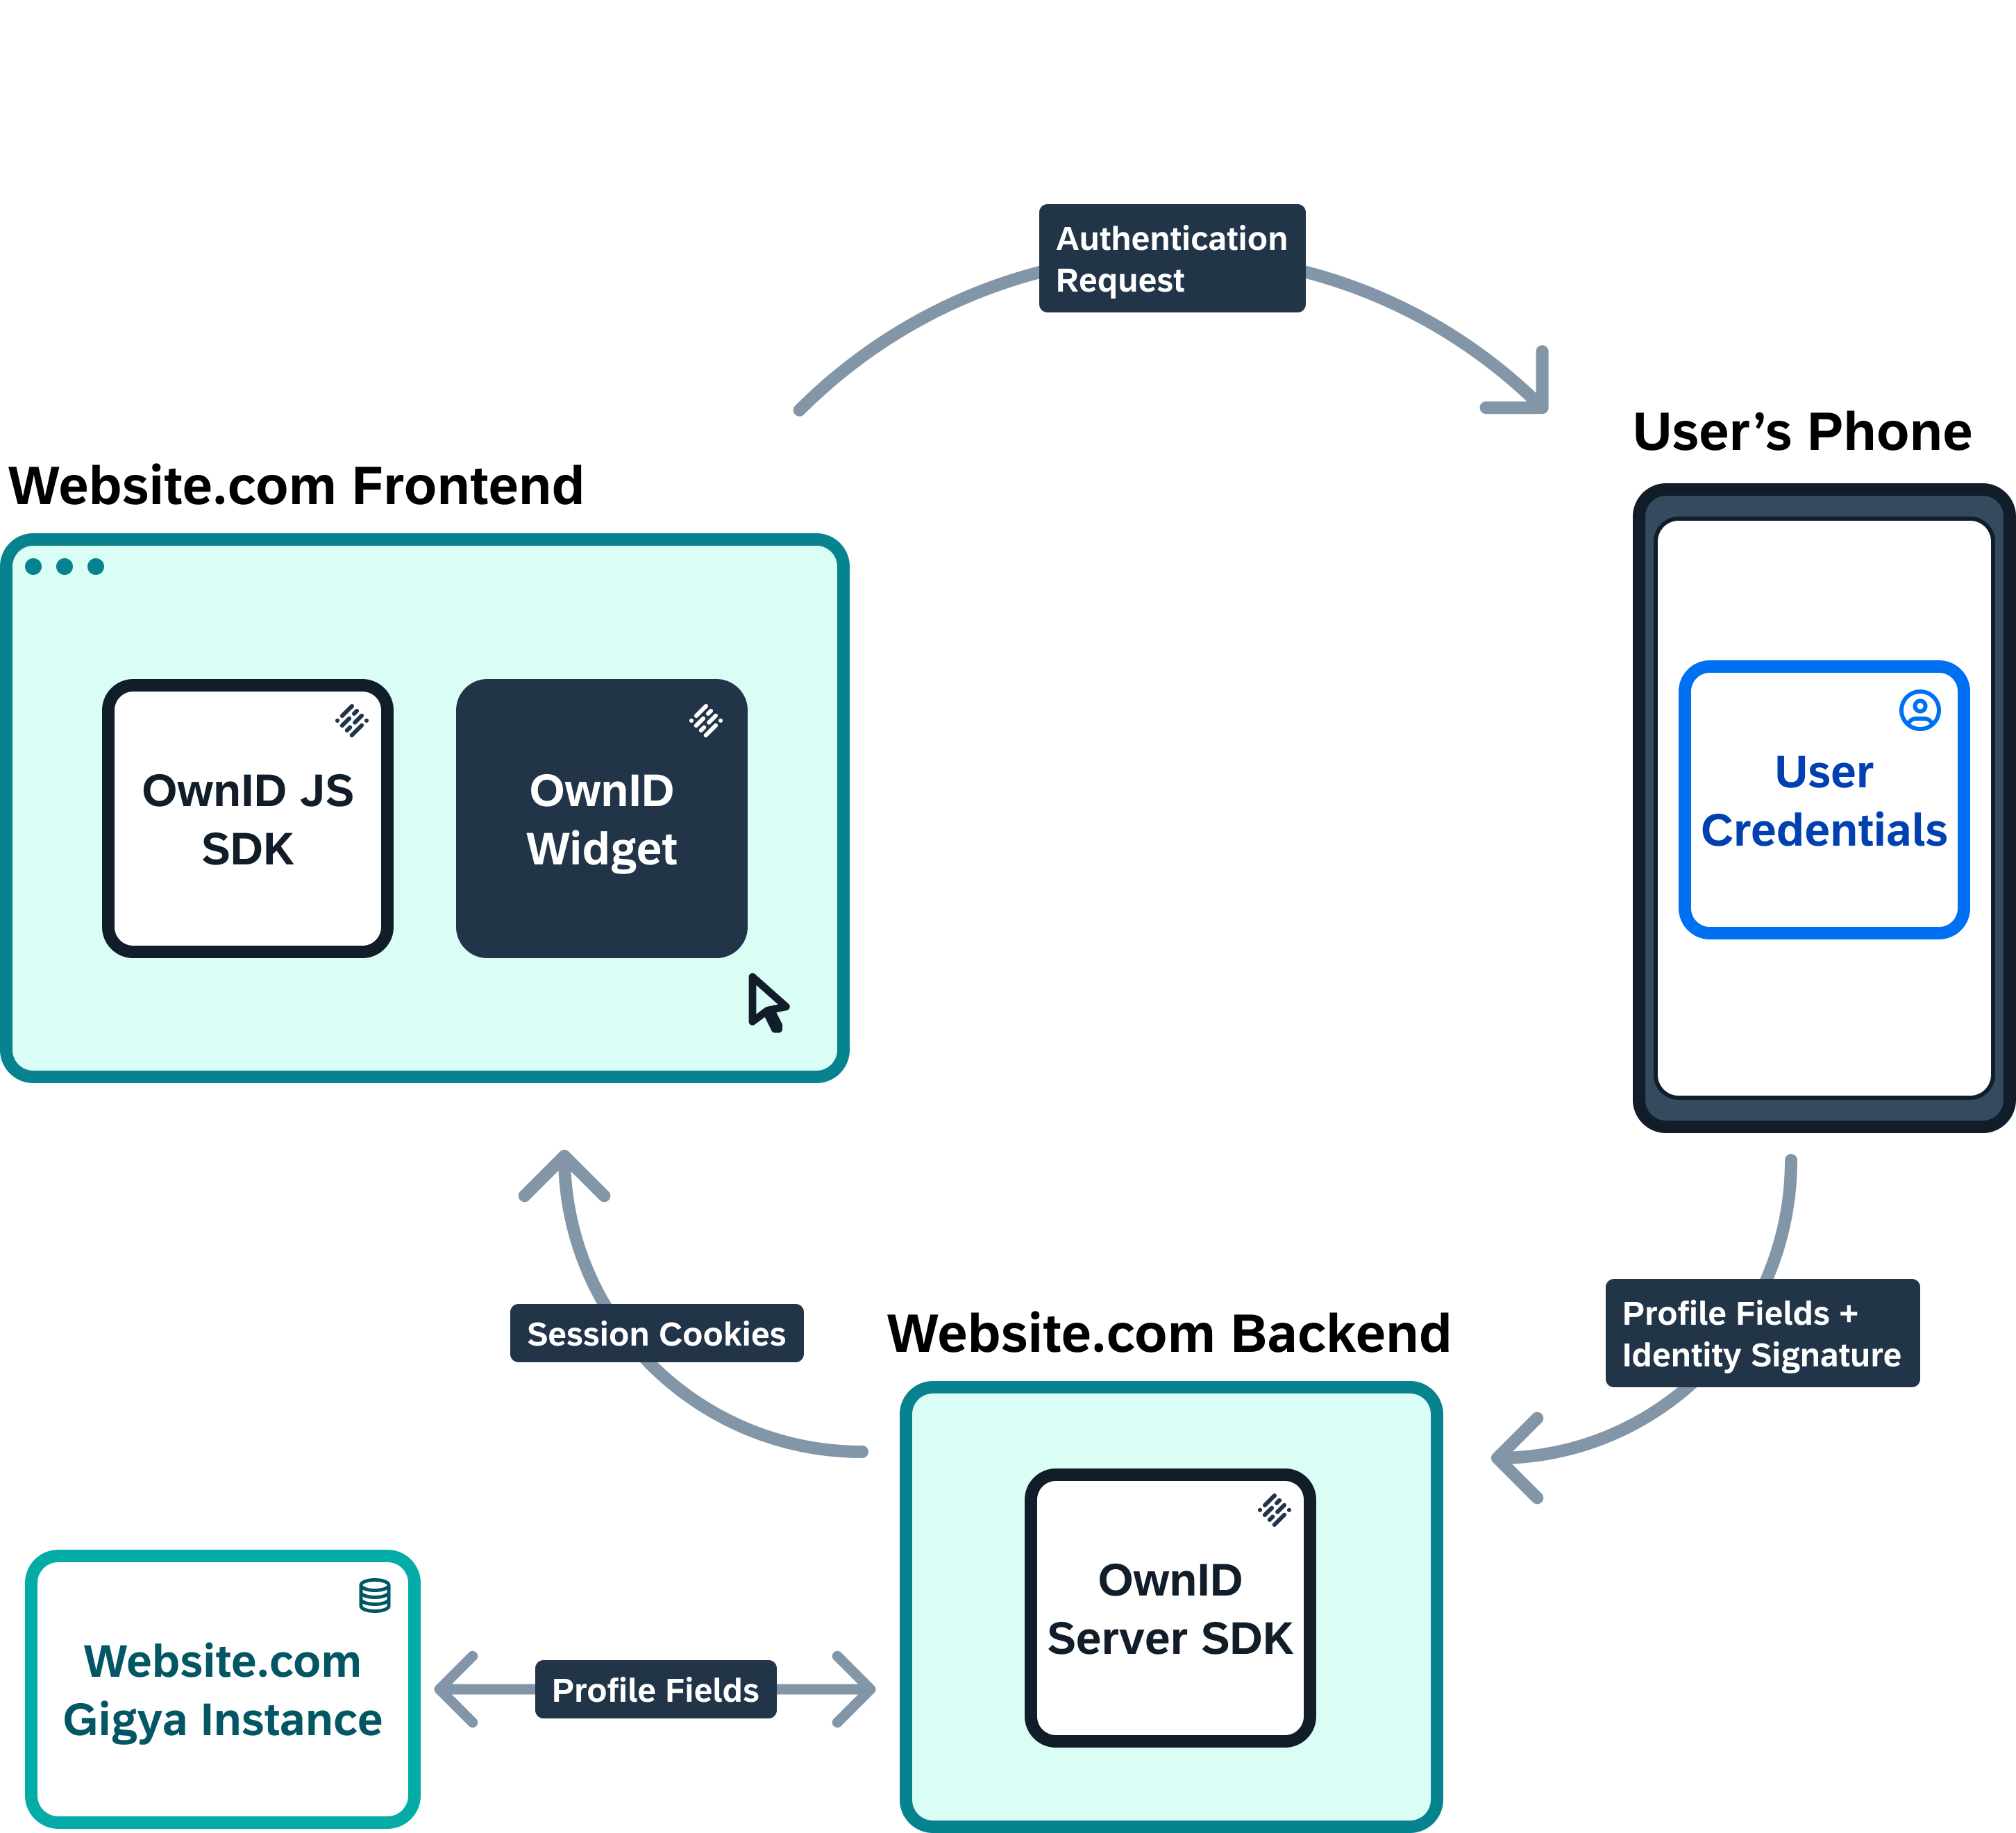 Authentication
Request
User’s Phone
Website.com Frontend
OwnID JS
SDK
OwnID
Widget
User
Credentials
Session Cookies
Website.com Backend
Profile Fields +
Identity Signature
OwnID
Server SDK
Website.com
Gigya Instance
Profile Fields